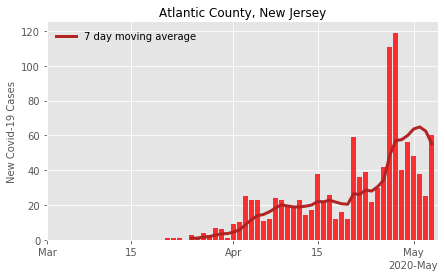 Atlantic County, New Jersey
7 day moving average
New Covid-19 Cases
120
100
80
60
40
20
0
Mar 15 Apr 15 May
2020-May